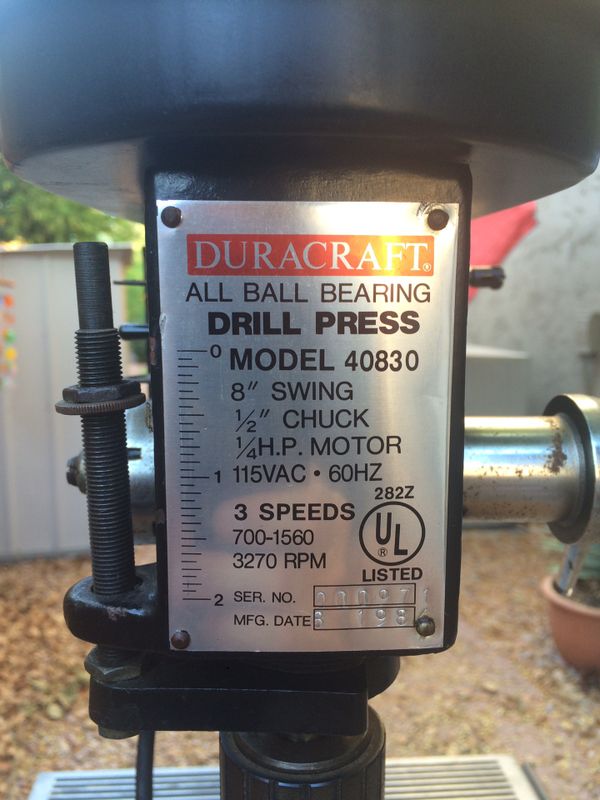 DURACRAFT®
ALL BALL BEARING
DRILL PRESS
0
MODEL 40830
8" SWING
1/2" CHUCK
1/4 H.P. MOTOR
1
115VAC • 60HZ
3 SPEEDS
700-1560
3270 RPM
282Z
UL®
LISTED
2
SER. NO.
MFG. DATE